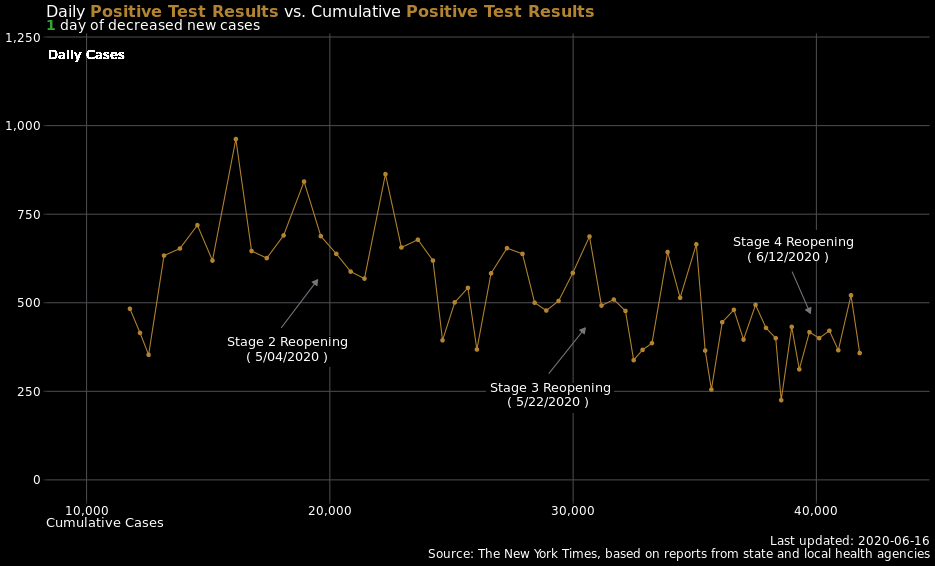 Daily Positive Test Results vs. Cumulative Positive Test Results
1 day of decreased new cases
1,250
Daily Cases
1,000
750
Stage 4 Reopening
( 6/12/2020 )
500
Stage 2 Reopening
( 5/04/2020 )
Stage 3 Reopening
( 5/22/2020 )
250
0
10,000 20,000 30,000 40,000
Cumulative Cases
Last updated: 2020-06-16
Source: The New York Times, based on reports from state and local health agencies